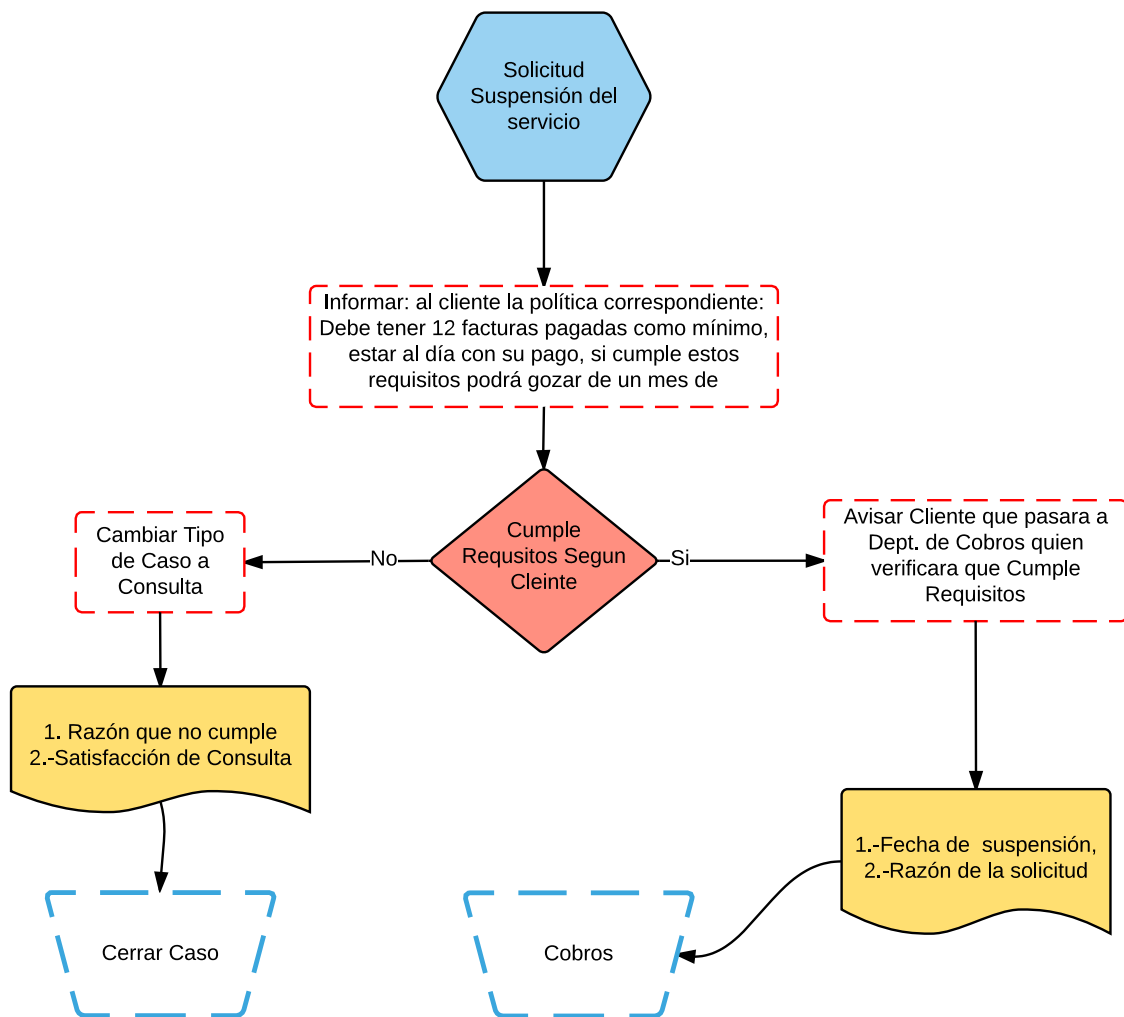 Solicitud
Suspensión del
servicio
Informar: al cliente la política correspondiente:
Debe tener 12 facturas pagadas como mínimo,
estar al día con su pago, si cumple estos
requisitos podrá gozar de un mes de
Cumple
Requsitos Segun
Cleinte
No
Si
Cambiar Tipo
de Caso a
Consulta
Avisar Cliente que pasara a
Dept. de Cobros quien
verificara que Cumple
Requisitos
1. Razón que no cumple
2.-Satisfacción de Consulta
1.-Fecha de  suspensión,
2.-Razón de la solicitud
Cerrar Caso
Cobros